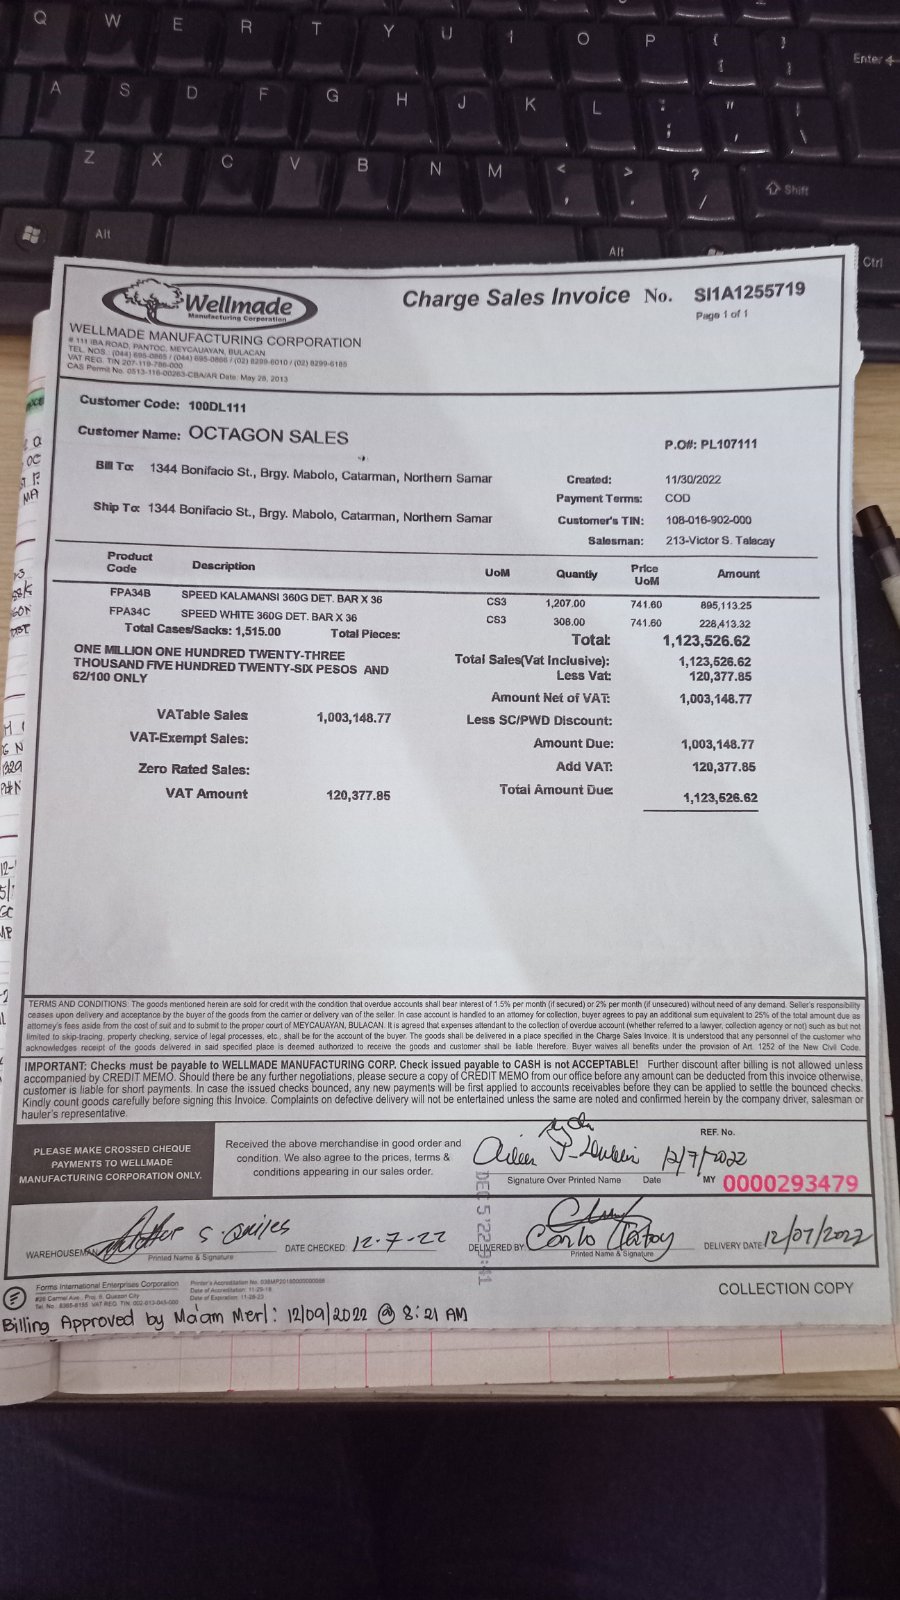 Q W E R T Y U I O P { [ } ] Enter
A S D F G H J K L : ; " ' | \
Z X C V B N M < , > . ? / Shift
Alt Alt Ctrl
Wellmade
Manufacturing Corporation
Charge Sales Invoice No. SI1A1255719
Page 1 of 1
WELLMADE MANUFACTURING CORPORATION
# 111 IBA ROAD, PANTOC, MEYCAUAYAN, BULACAN
TEL. NOS. (044) 695-0865 / (044) 695-0866 / (02) 8299-6010 / (02) 8299-6185
VAT REG. TIN 207-119-786-000
CAS Permit No. 0513-116-00263-CBA/AR Date: May 28, 2013
Customer Code: 100DL111
Customer Name: OCTAGON SALES
P.O#: PL107111
Bill To: 1344 Bonifacio St., Brgy. Mabolo, Catarman, Northern Samar
Created: 11/30/2022
Payment Terms: COD
Ship To: 1344 Bonifacio St., Brgy. Mabolo, Catarman, Northern Samar
Customer's TIN: 108-016-902-000
Salesman: 213-Victor S. Talacay
Product Code Description UoM Quantiy Price UoM Amount
FPA34B SPEED KALAMANSI 360G DET. BAR X 36 CS3 1,207.00 741.60 895,113.25
FPA34C SPEED WHITE 360G DET. BAR X 36 CS3 308.00 741.60 228,413.32
Total Cases/Sacks: 1,515.00 Total Pieces: Total: 1,123,526.62
ONE MILLION ONE HUNDRED TWENTY-THREE
THOUSAND FIVE HUNDRED TWENTY-SIX PESOS AND
62/100 ONLY
Total Sales(Vat Inclusive): 1,123,526.62
Less Vat: 120,377.85
Amount Net of VAT: 1,003,148.77
VATable Sales 1,003,148.77
Less SC/PWD Discount:
VAT-Exempt Sales:
Amount Due: 1,003,148.77
Zero Rated Sales:
Add VAT: 120,377.85
VAT Amount 120,377.85
Total Amount Due: 1,123,526.62
TERMS AND CONDITIONS: The goods mentioned herein are sold for credit with the condition that overdue accounts shall bear interest of 1.5% per month (if secured) or 2% per month (if unsecured) without need of any demand. Seller's responsibility
ceases upon delivery and acceptance by the buyer of the goods from the carrier or delivery van of the seller. In case account is handled to an attorney for collection, buyer agrees to pay an additional sum equivalent to 25% of the total amount due as
attorney's fees aside from the cost of suit and to submit to the proper court of MEYCAUAYAN, BULACAN. It is agreed that expenses attendant to the collection of overdue account (whether referred to a lawyer, collection agency or not) such as but not
limited to skip-tracing, property checking, service of legal processes, etc., shall be for the account of the buyer. The goods shall be delivered in a place specified in the Charge Sales Invoice. It is understood that any personnel of the customer who
acknowledges receipt of the goods delivered in said specified place is deemed authorized to receive the goods and customer shall be liable therefore. Buyer waives all benefits under the provision of Art. 1252 of the New Civil Code.
IMPORTANT: Checks must be payable to WELLMADE MANUFACTURING CORP. Check issued payable to CASH is not ACCEPTABLE! Further discount after billing is not allowed unless
accompanied by CREDIT MEMO. Should there be any further negotiations, please secure a copy of CREDIT MEMO from our office before any amount can be deducted from this invoice otherwise,
customer is liable for short payments. In case the issued checks bounced, any new payments will be first applied to accounts receivables before they can be applied to settle the bounced checks.
Kindly count goods carefully before signing this Invoice. Complaints on defective delivery will not be entertained unless the same are noted and confirmed herein by the company driver, salesman or
hauler's representative.
PLEASE MAKE CROSSED CHEQUE
PAYMENTS TO WELLMADE
MANUFACTURING CORPORATION ONLY.
Received the above merchandise in good order and
condition. We also agree to the prices, terms &
conditions appearing in our sales order.
12/7/2022
Signature Over Printed Name Date
REF. No.
MY 0000293479
DEC 5'22 9:41
WAREHOUSEMAN S. Quiles
Printed Name & Signature
DATE CHECKED: 12-7-22
DELIVERED BY Carlo
Printed Name & Signature
DELIVERY DATE 12/07/2022
Forms International Enterprises Corporation
#29 Carmel Ave., Proj. 6, Quezon City
Printer's Accreditation No.
Date of Accreditation: 11-29-18
Date of Expiration: 11-28-23
COLLECTION COPY
Billing Approved by Ma'am Merl: 12/09/2022 @ 8:21 AM